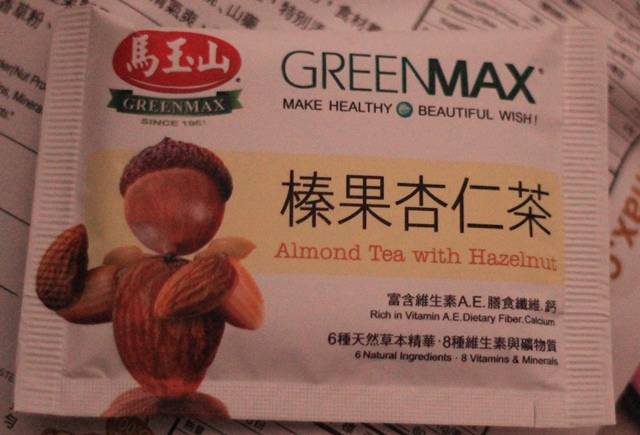 馬玉山
GREENMAX
SINCE 1961
GREENMAX
MAKE HEALTHY BEAUTIFUL WISH!
榛果杏仁茶
Almond Tea with Hazelnut
富含維生素A.E.膳食纖維.鈣
Rich in Vitamin A.E.Dietary Fiber.Calcium
6種天然草本精華·8種維生素與礦物質
6 Natural Ingredients · 8 Vitamins & Minerals